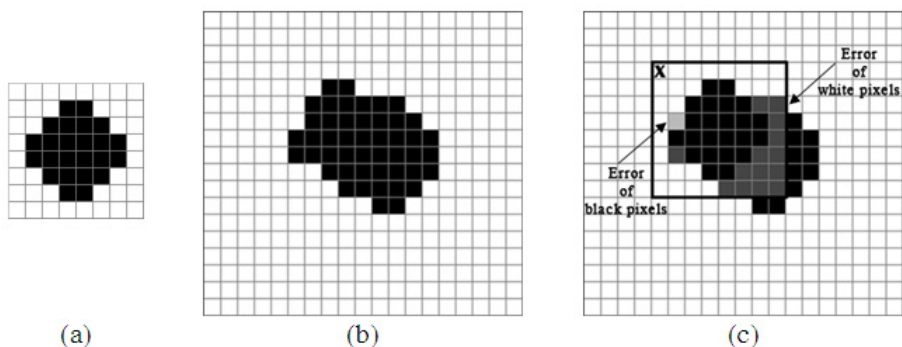 X
Error
of
white pixels
Error
of
black pixels
(a)
(b)
(c)